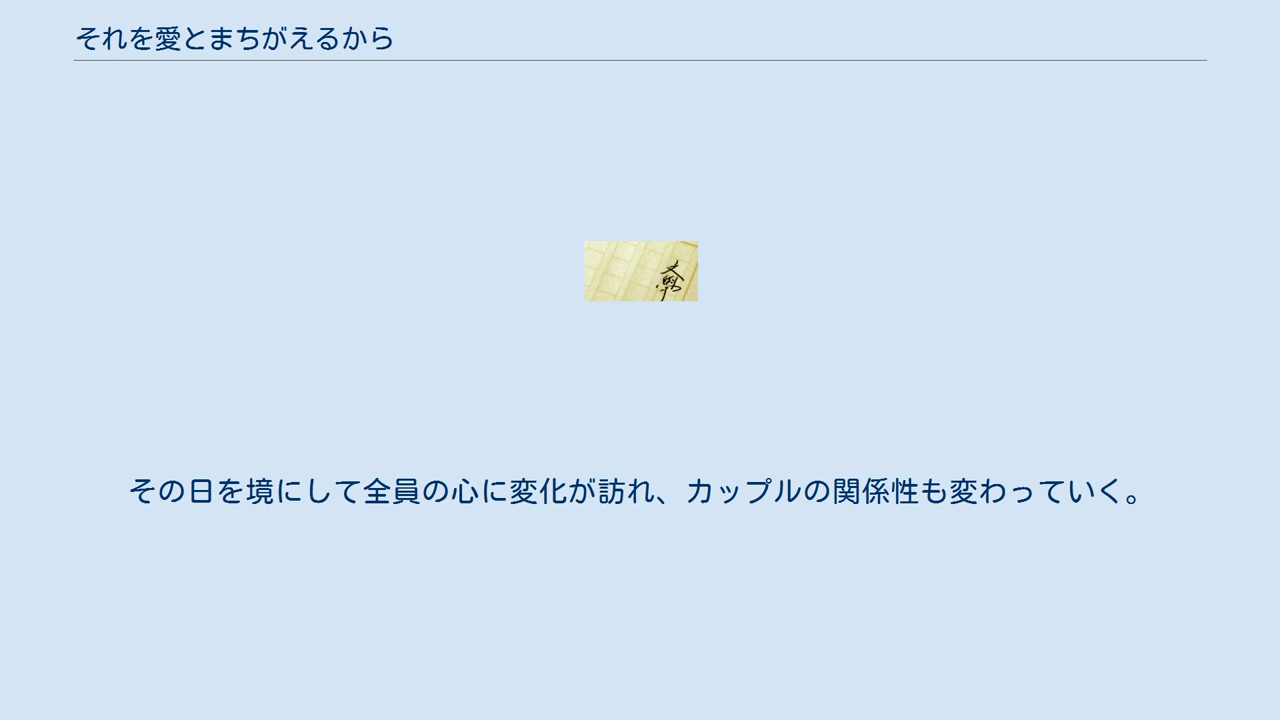 それを愛とまちがえるから
その日を境にして全員の心に変化が訪れ、カップルの関係性も変わっていく。